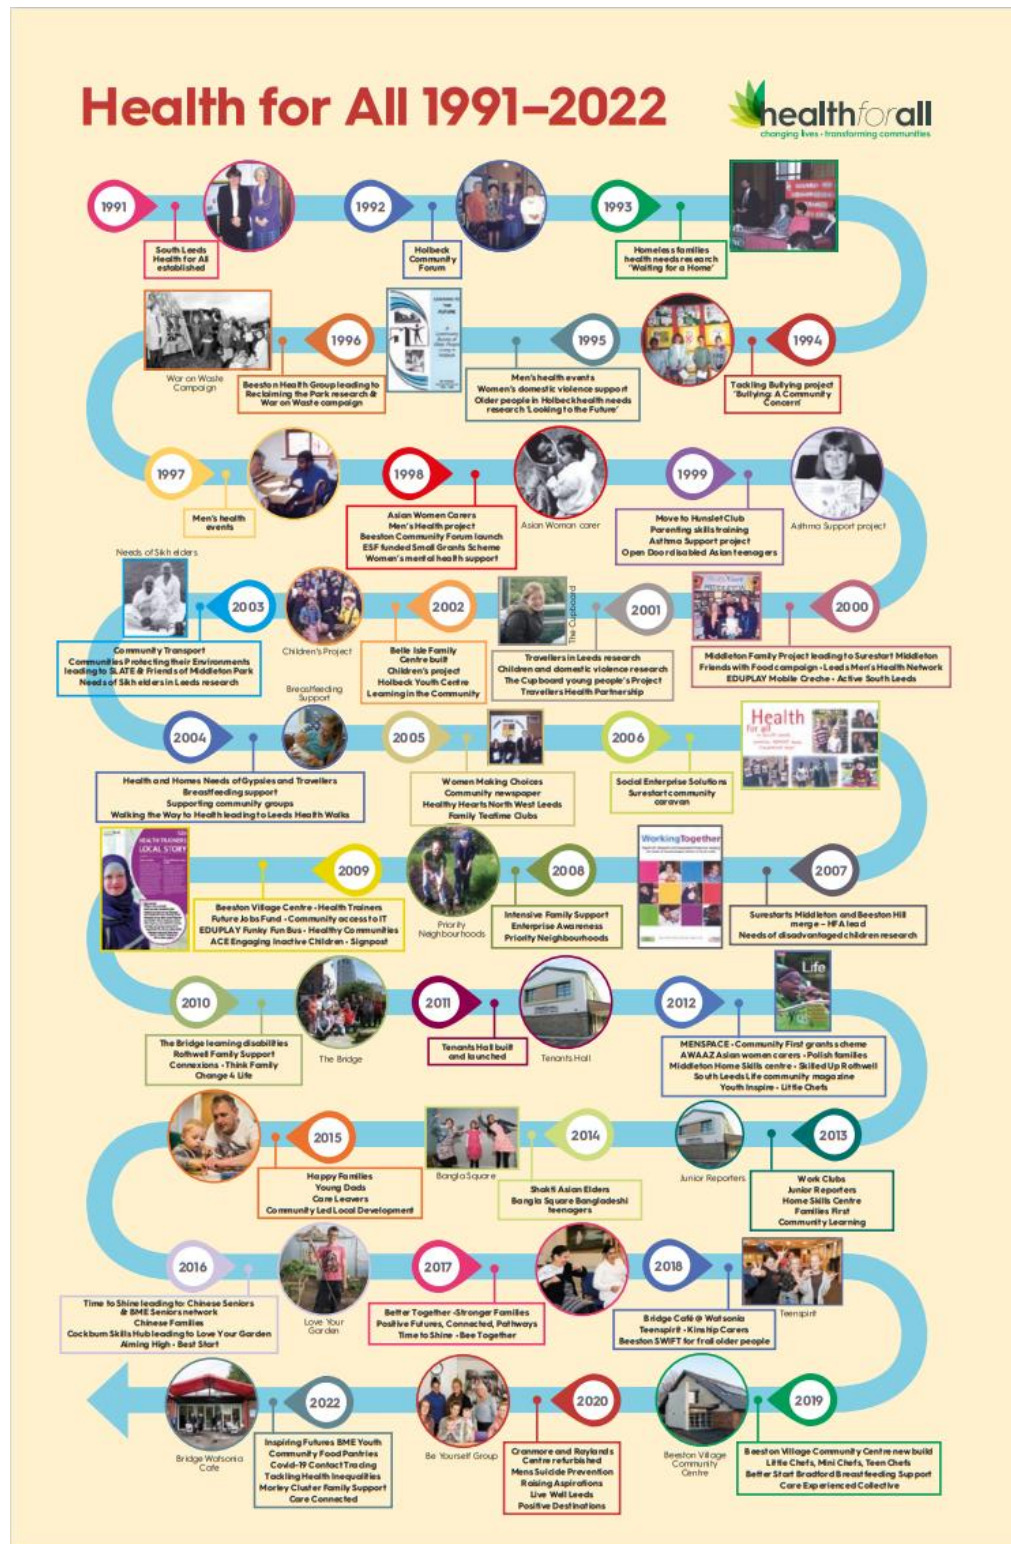 Health for All 1991–2022
healthforall
changing lives • transforming communities
1991
South Leeds
Health for All
established
1992
Holbeck
Community
Forum
1993
Homeless families
health needs research
'Waiting for a Home'
1994
Tackling Bullying project
'Bullying: A Community
Concern'
1995
Men's health events
Women's domestic violence support
Older people in Holbeck health needs
research 'Looking to the Future'
1996
Beeston Health Group leading to
Reclaiming the Park research &
War on Waste campaign
War on Waste
Campaign
1997
Men's health
events
1998
Asian Women Carers
Men's Health project
Beeston Community Forum launch
ESF funded Small Grants Scheme
Women's mental health support
Asian Woman carer
1999
Move to Hunslet Club
Parenting skills training
Asthma Support project
Open Door disabled Asian teenagers
Asthma Support project
2000
Middleton Family Project leading to Surestart Middleton
Friends with Food campaign • Leeds Men's Health Network
EDUPLAY Mobile Creche • Active South Leeds
2001
The Cupboard
Travellers in Leeds research
Children and domestic violence research
The Cupboard young people's Project
Travellers Health Partnership
2002
Belle Isle Family
Centre built
Children's project
Holbeck Youth Centre
Learning in the Community
Children's Project
2003
Needs of Sikh elders
Community Transport
Communities Protecting their Environments
leading to SLATE & Friends of Middleton Park
Needs of Sikh elders in Leeds research
2004
Breastfeeding
Support
Health and Homes Needs of Gypsies and Travellers
Breastfeeding support
Supporting community groups
Walking the Way to Health leading to Leeds Health Walks
2005
Women Making Choices
Community newspaper
Healthy Hearts North West Leeds
Family Teatime Clubs
2006
Social Enterprise Solutions
Surestart community
caravan
Health
for all
2007
Surestarts Middleton and Beeston Hill
merge – HFA lead
Needs of disadvantaged children research
WorkingTogether
2008
Intensive Family Support
Enterprise Awareness
Priority Neighbourhoods
Priority
Neighbourhoods
2009
Beeston Village Centre • Health Trainers
Future Jobs Fund • Community access to IT
EDUPLAY Funky Fun Bus • Healthy Communities
ACE Engaging Inactive Children • Signpost
HEALTH TRAINERS
LOCAL STORY
2010
The Bridge learning disabilities
Rothwell Family Support
Connexions • Think Family
Change 4 Life
The Bridge
2011
Tenants Hall built
and launched
Tenants Hall
2012
Life
MENSPACE • Community First grants scheme
AWAAZ Asian women carers • Polish families
Middleton Home Skills centre • Skilled Up Rothwell
South Leeds Life community magazine
Youth Inspire • Little Chefs
2013
Work Clubs
Junior Reporters
Home Skills Centre
Families First
Community Learning
Junior Reporters
2014
Shakti Asian Elders
Bangla Square Bangladeshi
teenagers
Bangla Square
2015
Happy Families
Young Dads
Care Leavers
Community Led Local Development
2016
Time to Shine leading to: Chinese Seniors
& BME Seniors network
Chinese Families
Cockburn Skills Hub leading to Love Your Garden
Aiming High • Best Start
Love Your
Garden
2017
Better Together •Stronger Families
Positive Futures, Connected, Pathways
Time to Shine • Bee Together
2018
Bridge Café @ Watsonia
Teenspirit • Kinship Carers
Beeston SWIFT for frail older people
Teenspirit
2019
Beeston Village Community Centre new build
Little Chefs, Mini Chefs, Teen Chefs
Better Start Bradford Breastfeeding Support
Care Experienced Collective
Beeston Village
Community
Centre
2020
Cranmore and Raylands
Centre refurbished
Mens Suicide Prevention
Raising Aspirations
Live Well Leeds
Positive Destinations
Be Yourself Group
2022
Inspiring Futures BME Youth
Community Food Pantries
Covid-19 Contact Tracing
Tackling Health Inequalities
Morley Cluster Family Support
Care Connected
Bridge Watsonia
Cafe